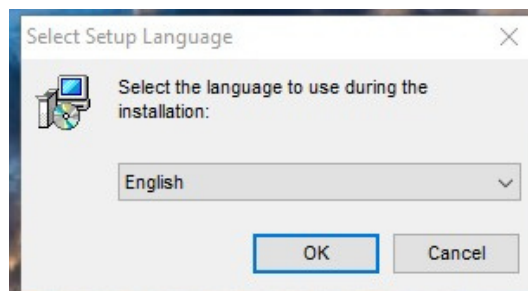 Select Setup Language
Select the language to use during the
installation:
English
OK
Cancel